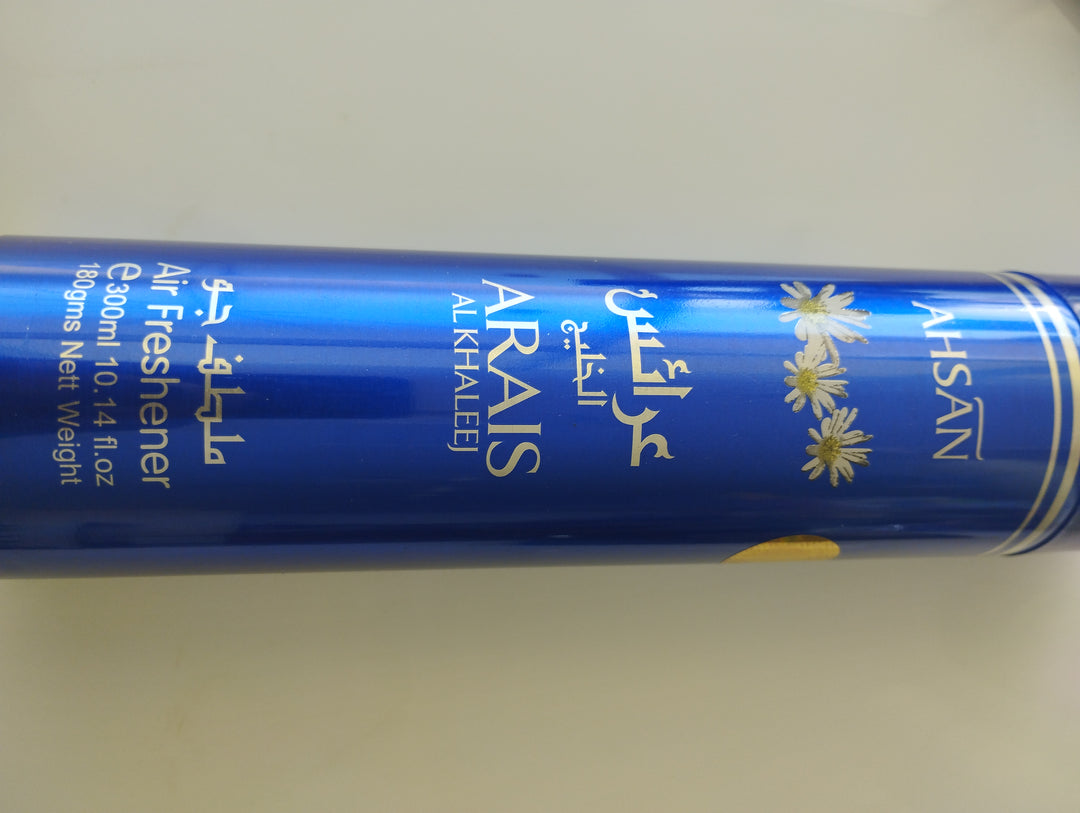 AHSAN
عرائس
الخليج
ARAIS
AL KHALEEJ
ملطف جو
Air Freshener
e 300ml 10.14 fl.oz
180gms Nett Weight